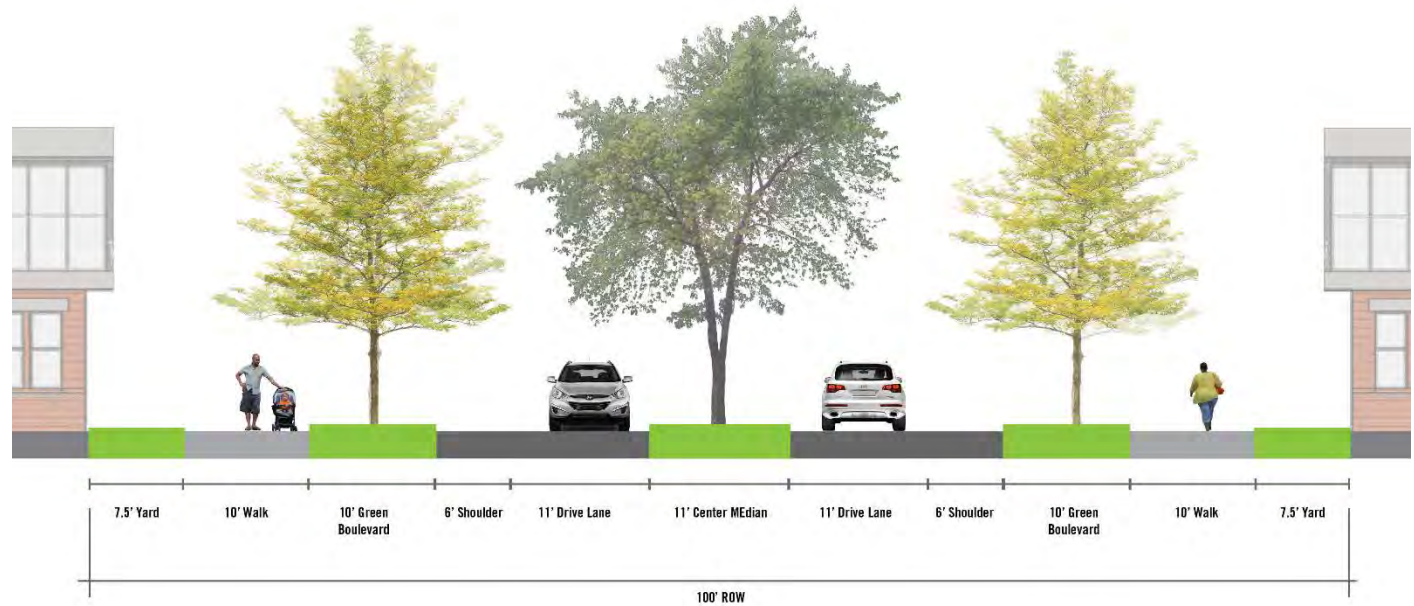 7.5' Yard
10' Walk
10' Green
Boulevard
6' Shoulder
11' Drive Lane
11' Center MEdian
11' Drive Lane
6' Shoulder
10' Green
Boulevard
10' Walk
7.5' Yard
100' ROW